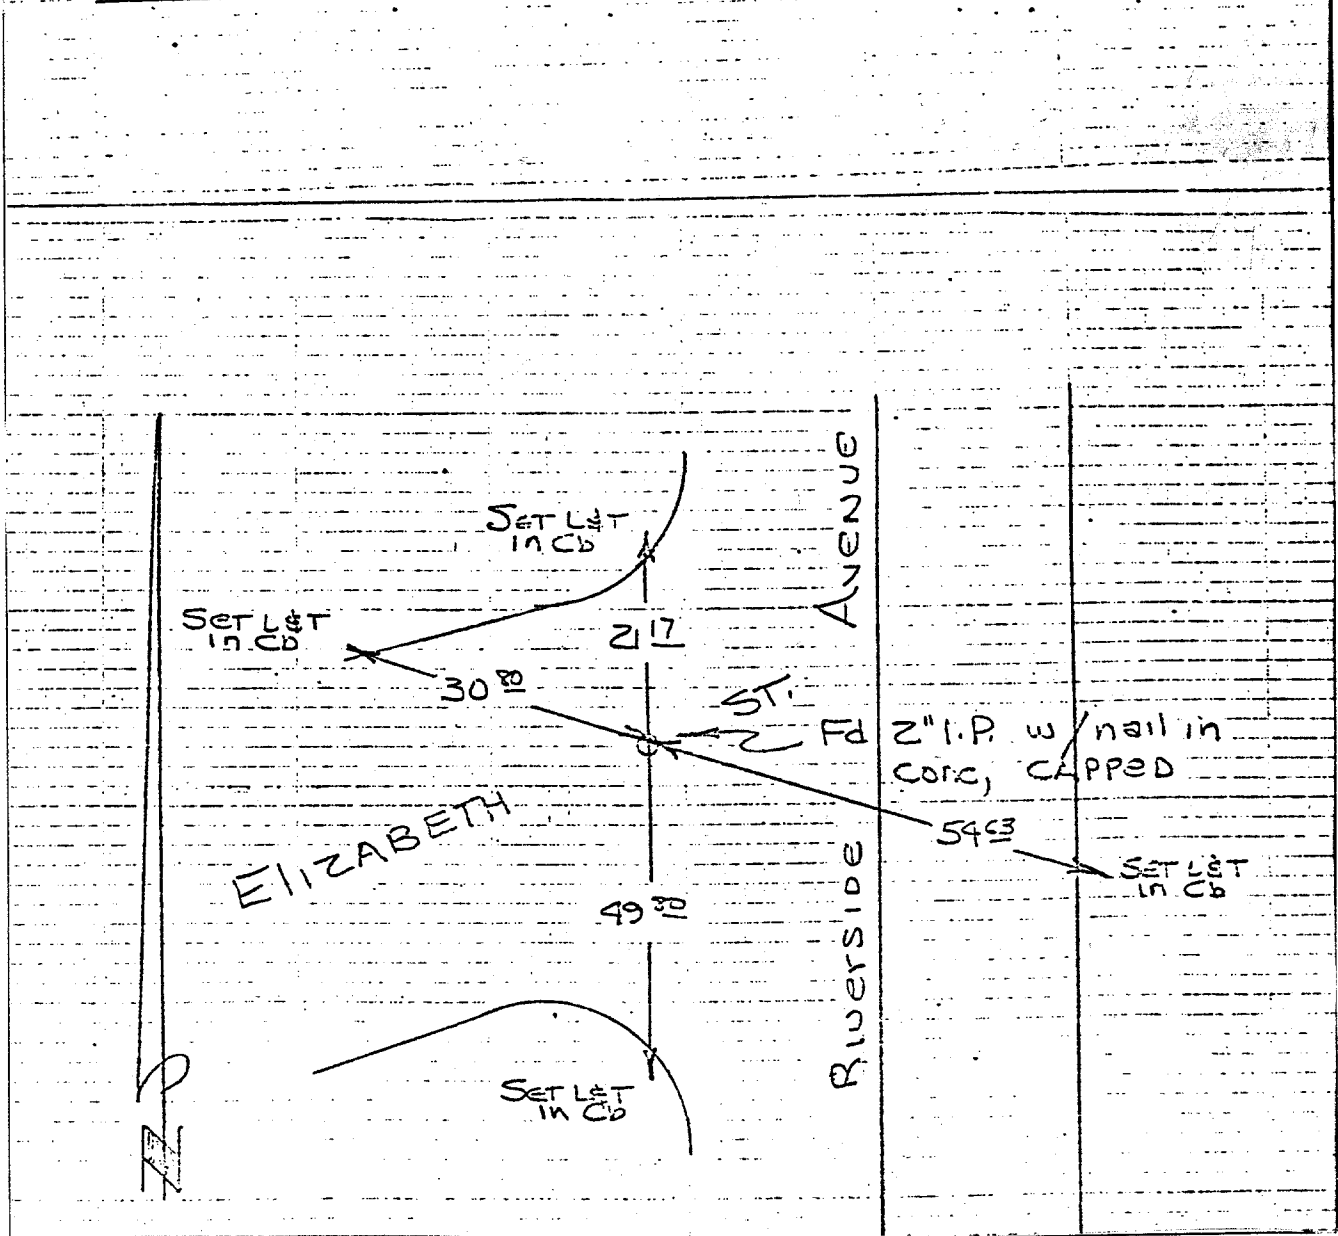 SET L&T
in Cb
SET L&T
in Cb
AVENUE
21 17
30 80
ST.
Fd 2" I.P. w/nail in
conc, CAPPED
54 63
SET L&T
in Cb
ELIZABETH
49 80
RIVERSIDE
SET L&T
in Cb
N